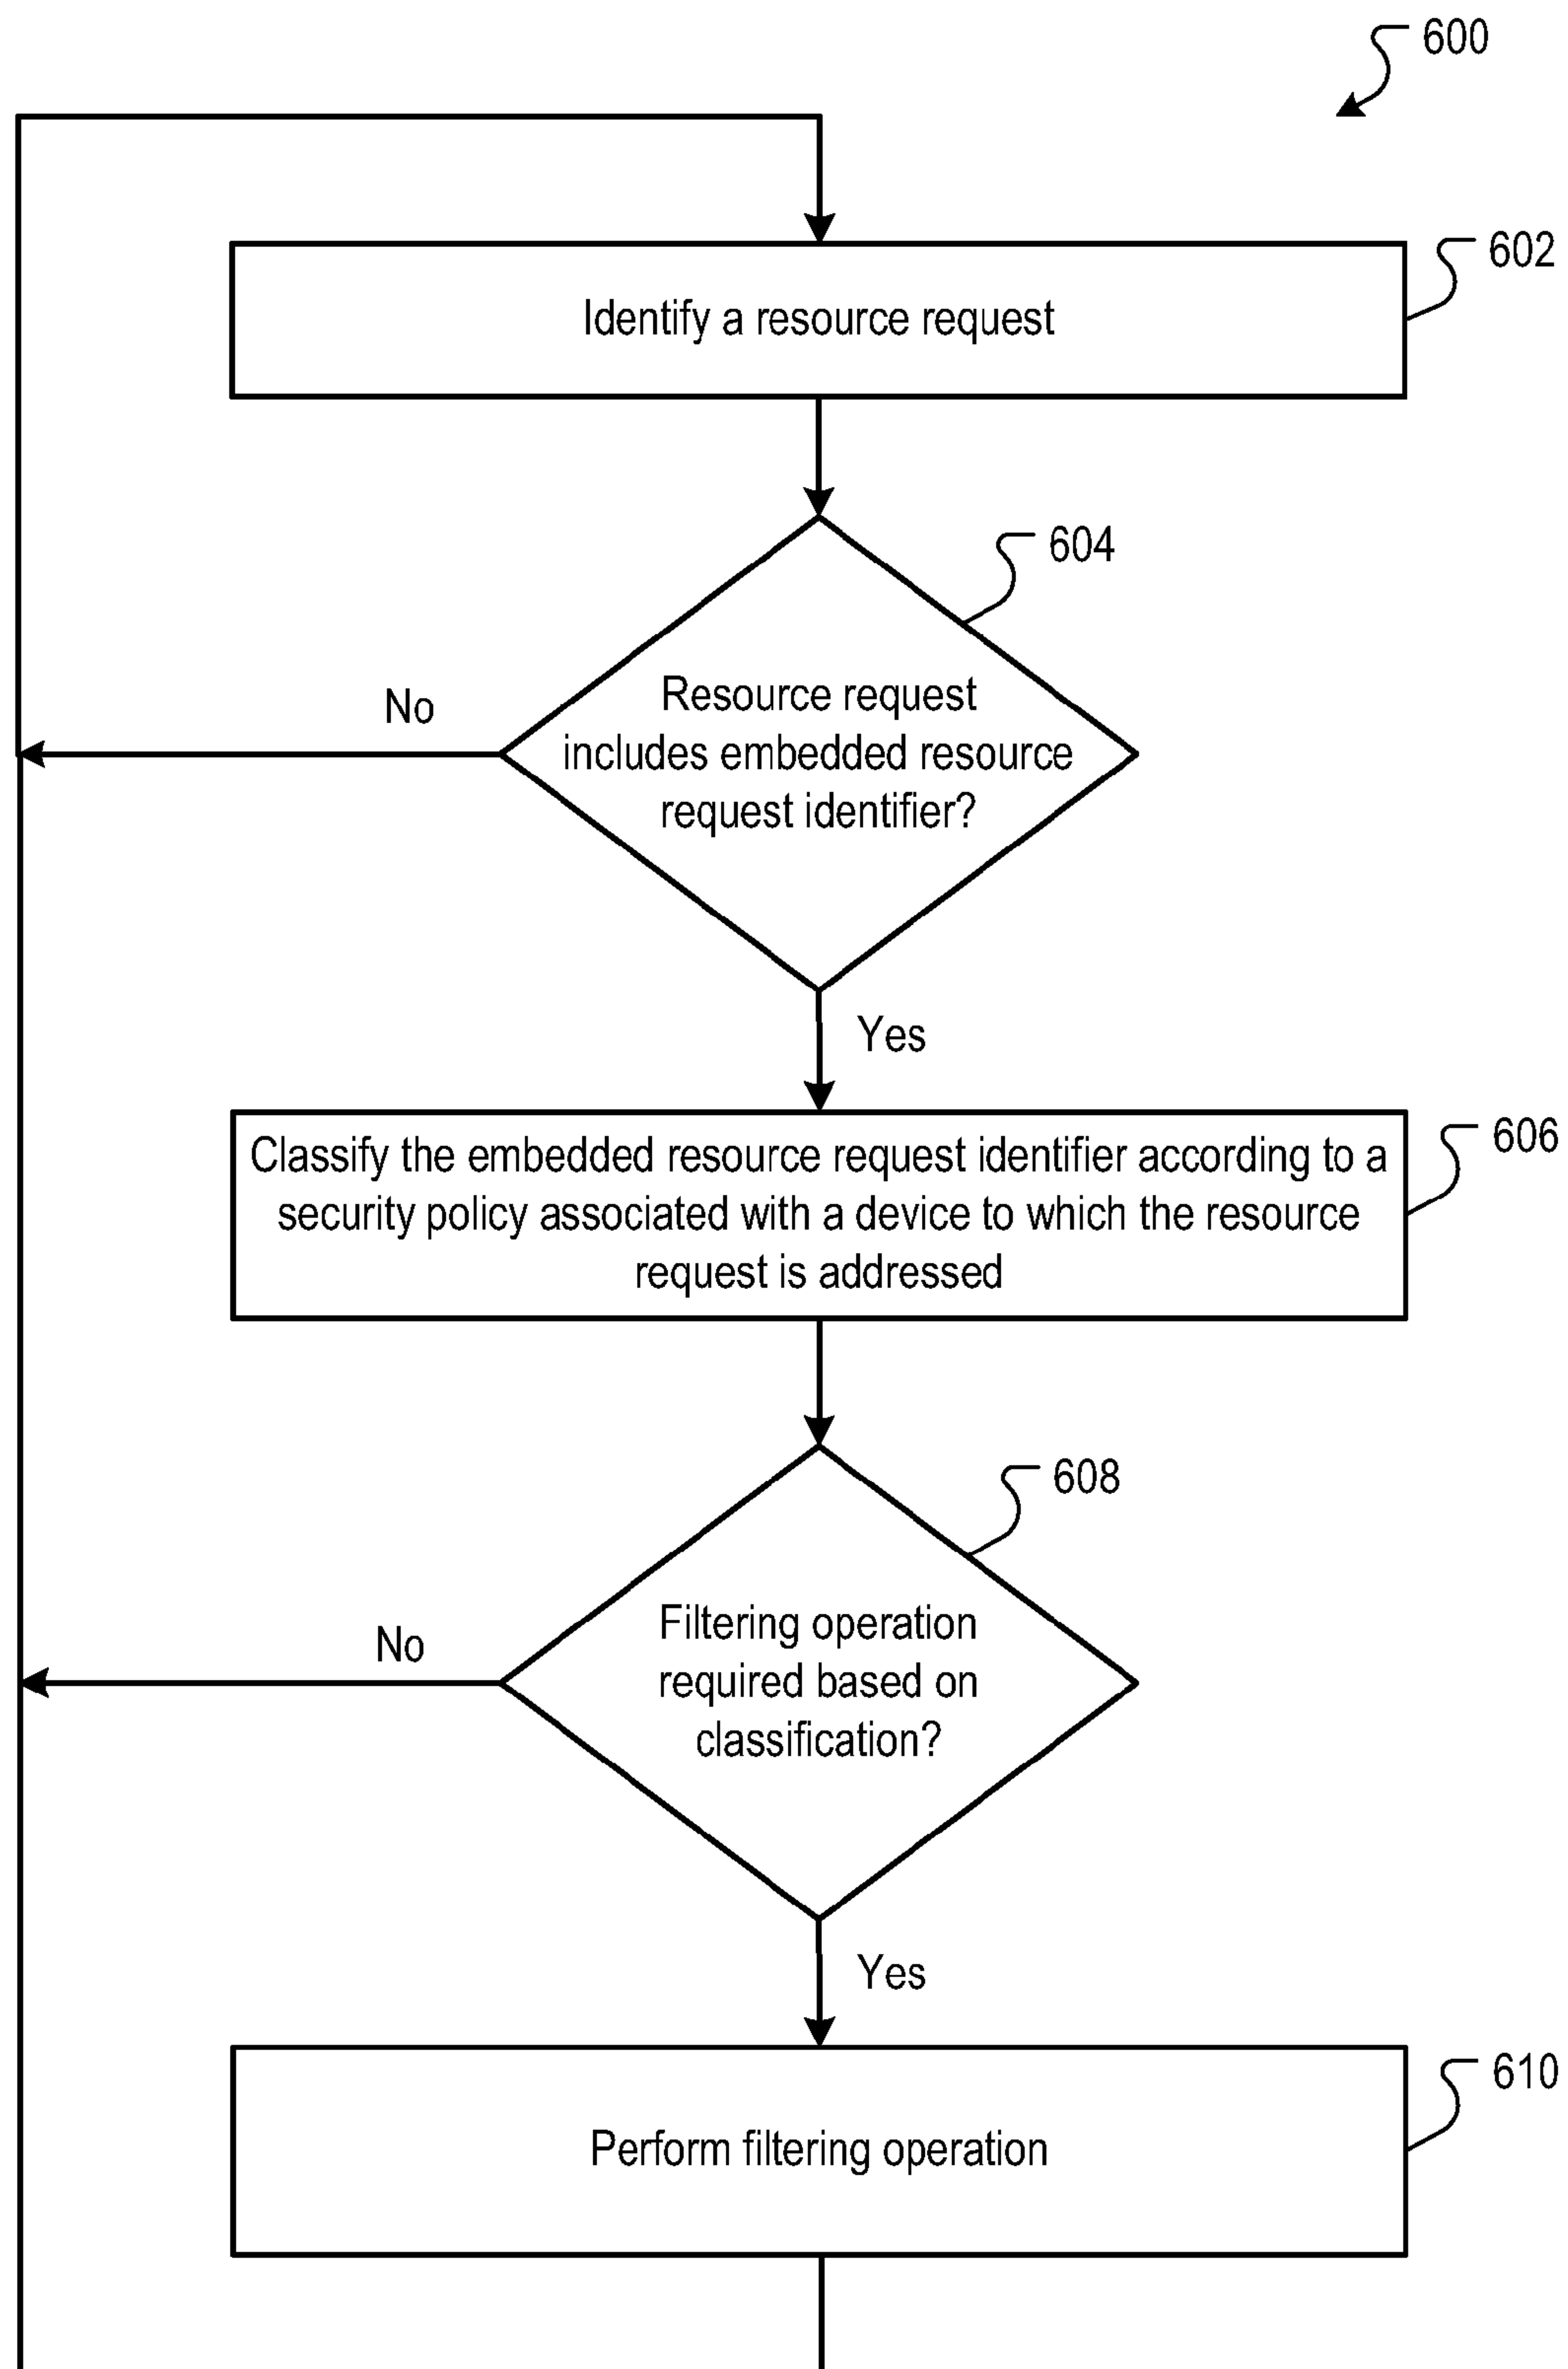 600
602
Identify a resource request
604
Resource request
includes embedded resource
request identifier?
No
Yes
606
Classify the embedded resource request identifier according to a
security policy associated with a device to which the resource
request is addressed
608
Filtering operation
required based on
classification?
No
Yes
610
Perform filtering operation